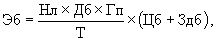 Эб = Нл × Дб × Гп / Т × (Цб + Здб),